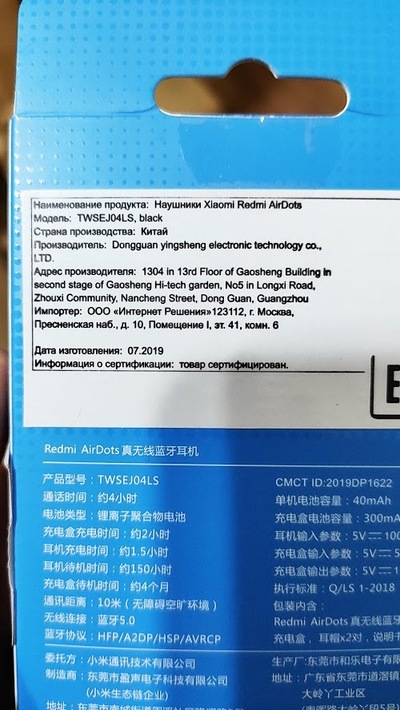 Наименование продукта: Наушники Xiaomi Redmi AirDots
Модель: TWSEJ04LS, black
Страна производства: Китай
Производитель: Dongguan yingsheng electronic technology co.,
LTD.
Адрес производителя: 1304 in 13rd Floor of Gaosheng Building in
second stage of Gaosheng Hi-tech garden, No5 in Longxi Road,
Zhouxi Community, Nancheng Street, Dong Guan, Guangzhou
Импортер: ООО «Интернет Решения»123112, г. Москва,
Пресненская наб., д. 10, Помещение I, эт. 41, комн. 6
Дата изготовления: 07.2019
Информация о сертификации: товар сертифицирован.
Redmi AirDots 真无线蓝牙耳机
产品型号：TWSEJ04LS
通话时间：约4小时
电池类型：锂离子聚合物电池
充电盒充电时间：约2小时
耳机充电时间：约1.5小时
耳机待机时间：约150小时
充电盒待机时间：约4个月
通讯距离：10米（无障碍空旷环境）
无线连接：蓝牙5.0
蓝牙协议：HFP/A2DP/HSP/AVRCP
CMCT ID:2019DP1622
单机电池容量：40mAh
充电盒电池容量：300mA
耳机输入参数：5V⎓100
充电盒输入参数：5V⎓5
充电盒输出参数：5V⎓1
执行标准：Q/LS 1-2018
包装内含：
Redmi AirDots 真无线蓝牙
充电盒、耳帽x2对，说明书
委托方：小米通讯技术有限公司
制造商：东莞市盈声电子科技有限公司
(小米生态链企业)
生产厂：东莞市和乐电子有限
地址：广东省东莞市道滘镇
大岭丫工业区